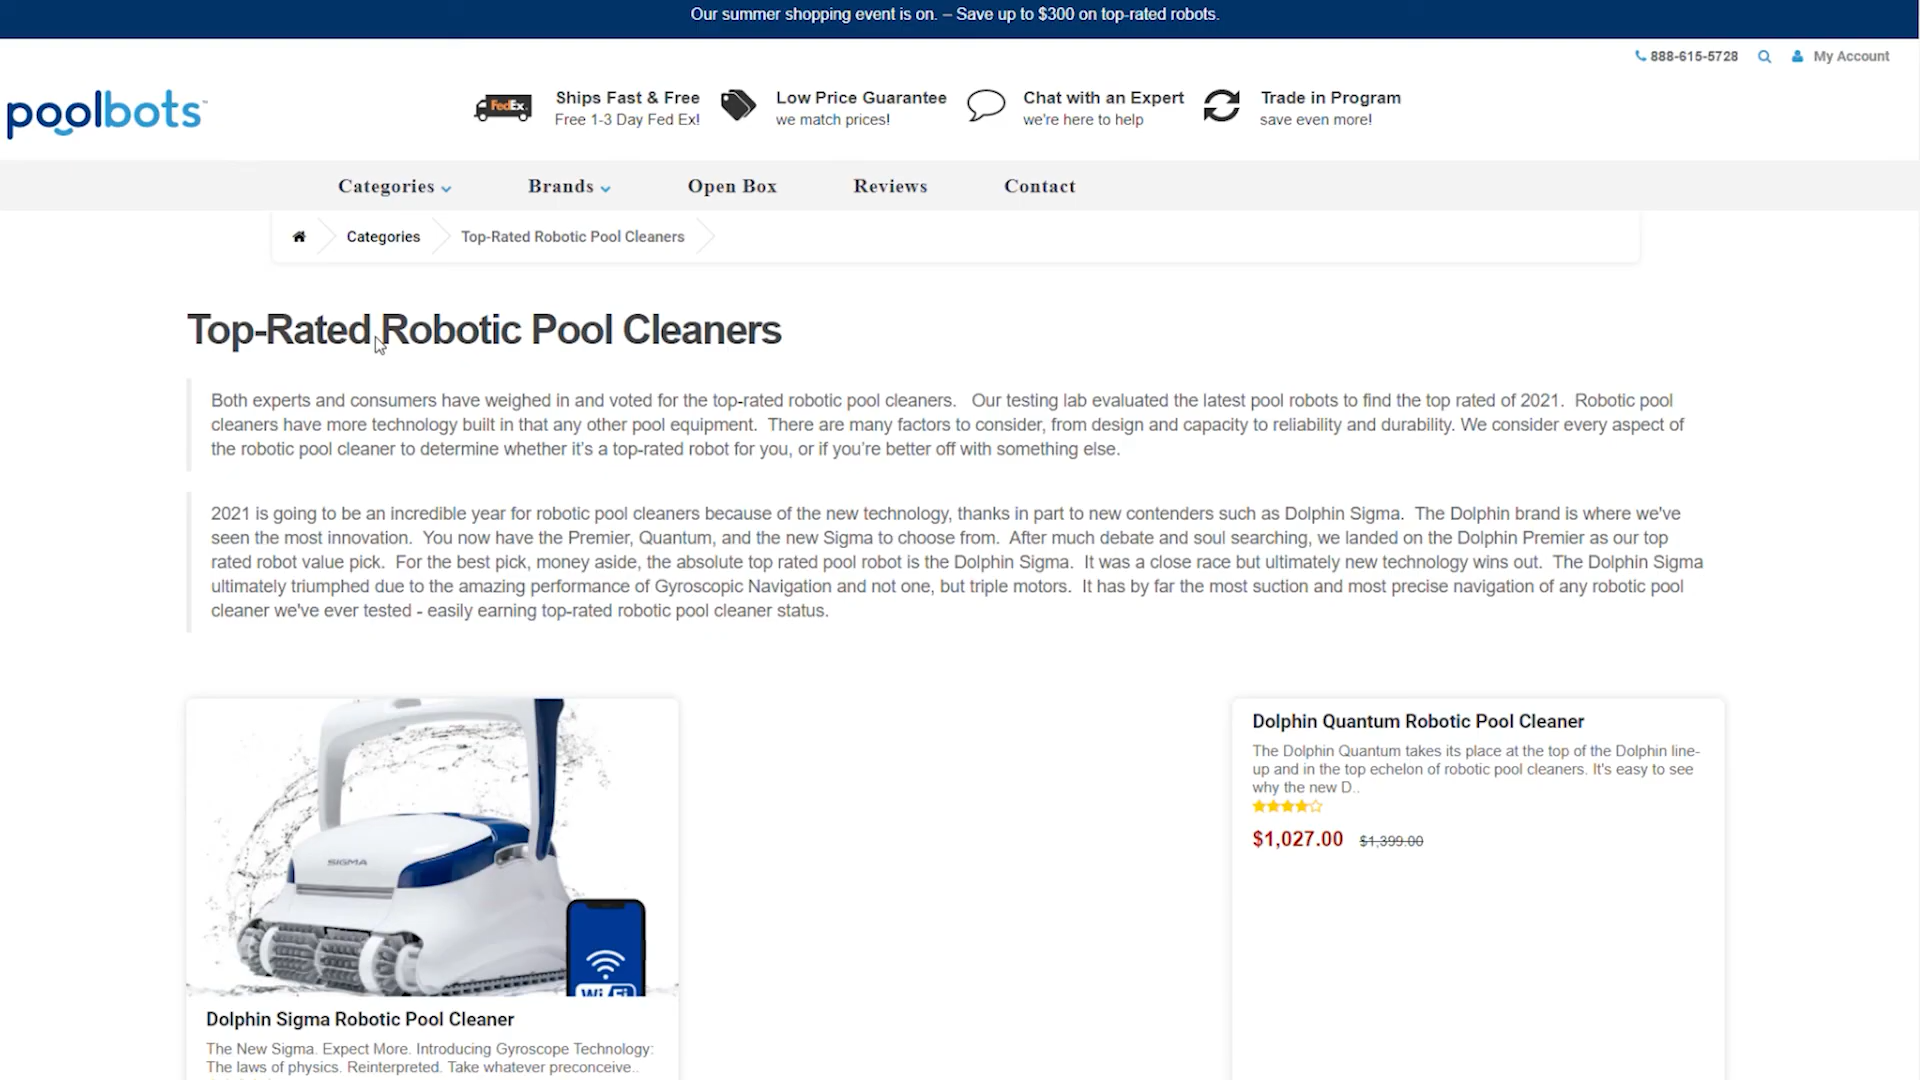 Our summer shopping event is on. – Save up to $300 on top-rated robots.
888-615-5728
My Account
poolbots™
FedEx
Ships Fast & Free
Free 1-3 Day Fed Ex!
Low Price Guarantee
we match prices!
Chat with an Expert
we're here to help
Trade in Program
save even more!
Categories
Brands
Open Box
Reviews
Contact
Categories
Top-Rated Robotic Pool Cleaners
Top-Rated Robotic Pool Cleaners
Both experts and consumers have weighed in and voted for the top-rated robotic pool cleaners. Our testing lab evaluated the latest pool robots to find the top rated of 2021. Robotic pool
cleaners have more technology built in that any other pool equipment. There are many factors to consider, from design and capacity to reliability and durability. We consider every aspect of
the robotic pool cleaner to determine whether it's a top-rated robot for you, or if you're better off with something else.
2021 is going to be an incredible year for robotic pool cleaners because of the new technology, thanks in part to new contenders such as Dolphin Sigma. The Dolphin brand is where we've
seen the most innovation. You now have the Premier, Quantum, and the new Sigma to choose from. After much debate and soul searching, we landed on the Dolphin Premier as our top
rated robot value pick. For the best pick, money aside, the absolute top rated pool robot is the Dolphin Sigma. It was a close race but ultimately new technology wins out. The Dolphin Sigma
ultimately triumphed due to the amazing performance of Gyroscopic Navigation and not one, but triple motors. It has by far the most suction and most precise navigation of any robotic pool
cleaner we've ever tested - easily earning top-rated robotic pool cleaner status.
SIGMA
Wi Fi
Dolphin Sigma Robotic Pool Cleaner
The New Sigma. Expect More. Introducing Gyroscope Technology:
The laws of physics. Reinterpreted. Take whatever preconceive..
Dolphin Quantum Robotic Pool Cleaner
The Dolphin Quantum takes its place at the top of the Dolphin line-
up and in the top echelon of robotic pool cleaners. It's easy to see
why the new D..
$1,027.00 $1,399.00